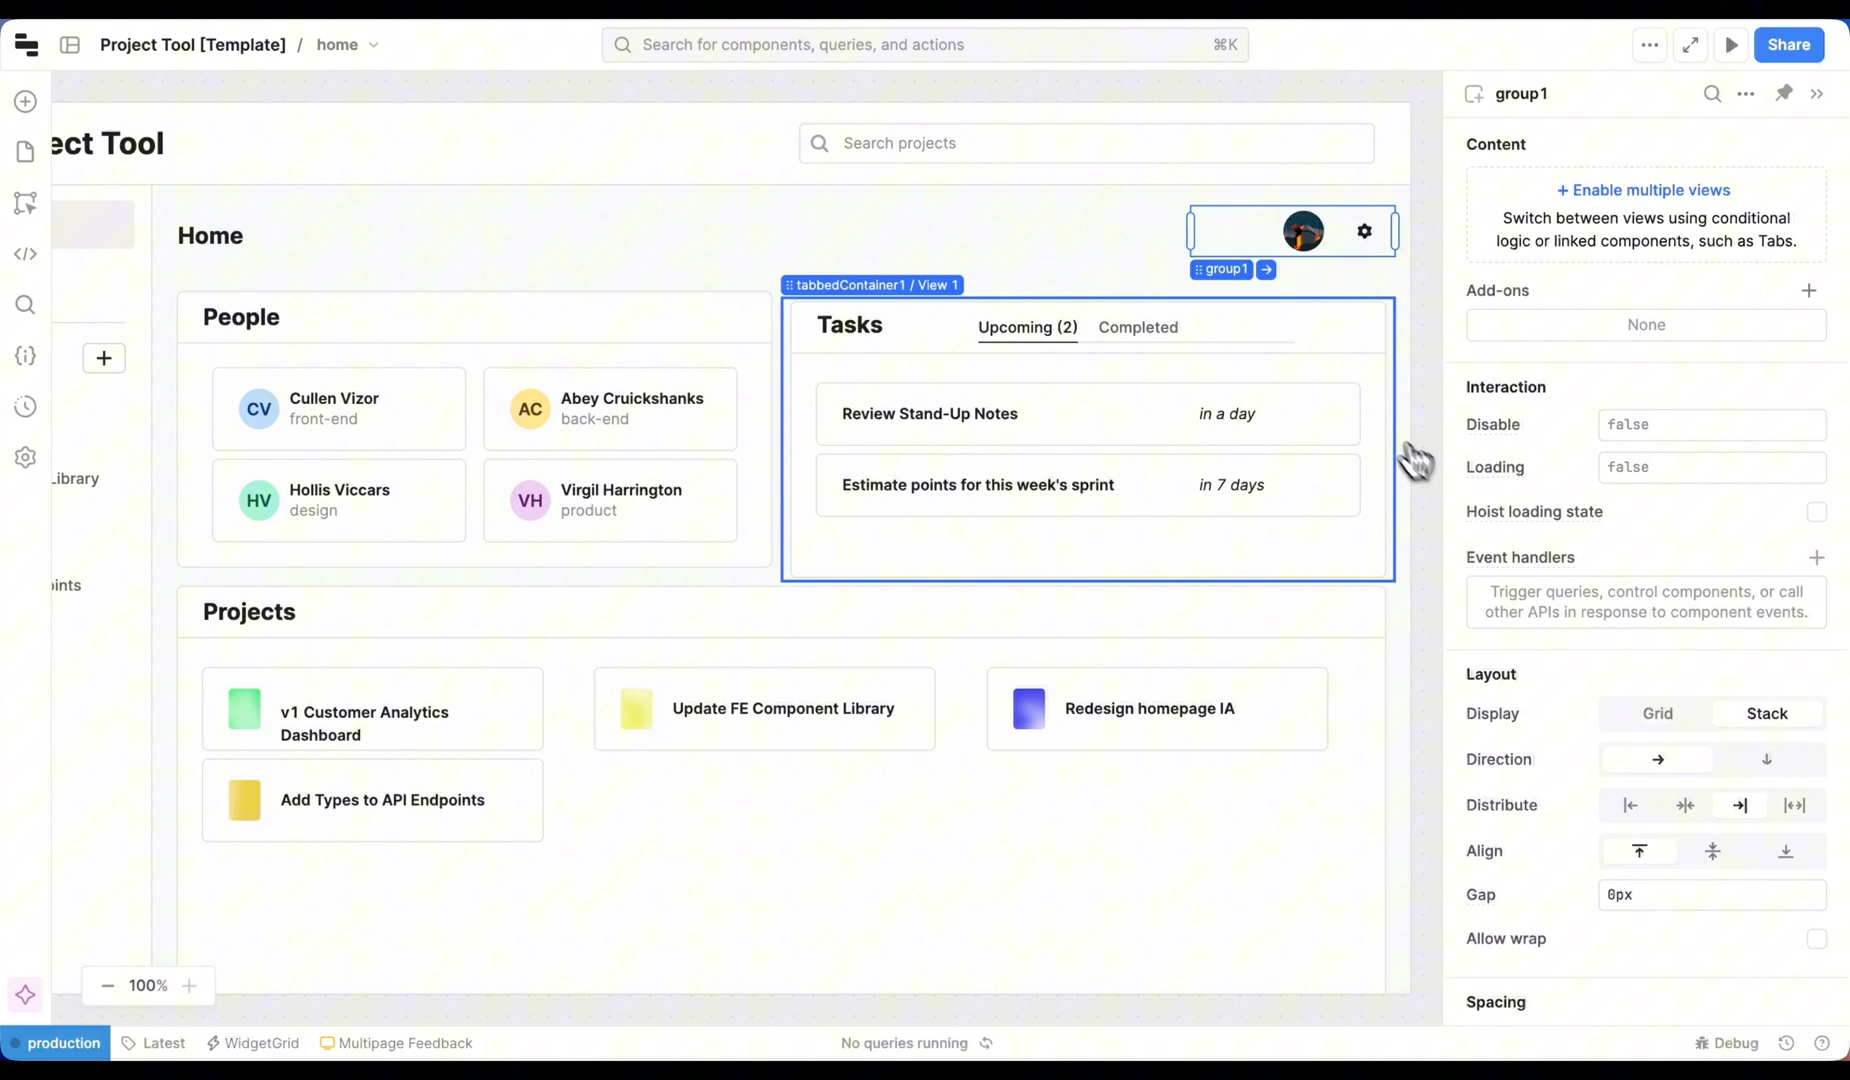 Project Tool [Template] / home
Search for components, queries, and actions ⌘K
Share
ect Tool
Search projects
Home
group1
tabbedContainer1 / View 1
People
Tasks
Upcoming (2)
Completed
CV
Cullen Vizor
front-end
AC
Abey Cruickshanks
back-end
HV
Hollis Viccars
design
VH
Virgil Harrington
product
Review Stand-Up Notes
in a day
Estimate points for this week's sprint
in 7 days
Library
oints
Projects
v1 Customer Analytics
Dashboard
Update FE Component Library
Redesign homepage IA
Add Types to API Endpoints
100%
group1
Content
+ Enable multiple views
Switch between views using conditional
logic or linked components, such as Tabs.
Add-ons
None
Interaction
Disable
false
Loading
false
Hoist loading state
Event handlers
Trigger queries, control components, or call
other APIs in response to component events.
Layout
Display
Grid
Stack
Direction
Distribute
Align
Gap
0px
Allow wrap
Spacing
production
Latest
WidgetGrid
Multipage Feedback
No queries running
Debug